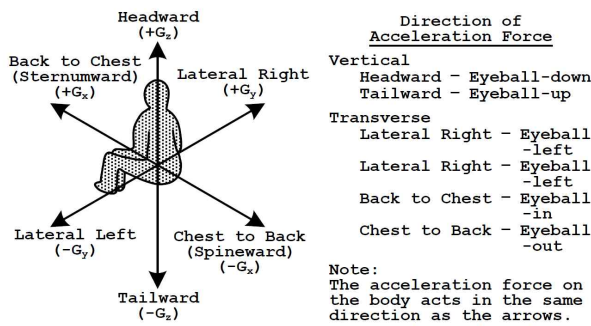 Headward
(+Gz)
Back to Chest
(Sternumward)
(+Gx)
Lateral Right
(+Gy)
Lateral Left
(-Gy)
Chest to Back
(Spineward)
(-Gx)
Tailward
(-Gz)
Direction of
Acceleration Force
Vertical
Headward - Eyeball-down
Tailward - Eyeball-up
Transverse
Lateral Right - Eyeball
-left
Lateral Right - Eyeball
-left
Back to Chest - Eyeball
-in
Chest to Back - Eyeball
-out
Note:
The acceleration force on
the body acts in the same
direction as the arrows.